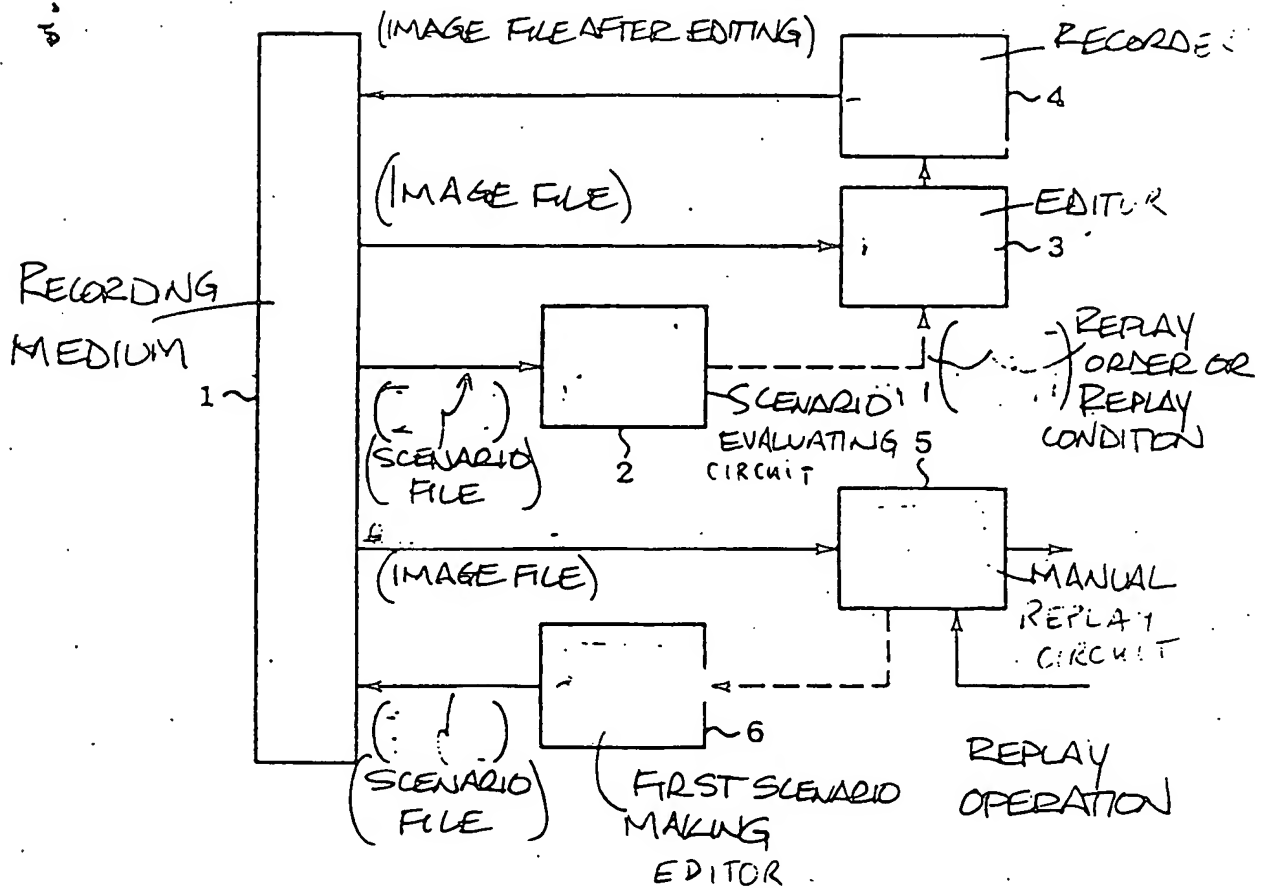 (IMAGE FILE AFTER EDITING)
4
(IMAGE FILE)
EDITOR
3
RECORDING
MEDIUM
1
REPLAY
ORDER OR
REPLAY
CONDITION
(SCENARIO
FILE)
2
SCENARIO
EVALUATING
CIRCUIT
5
(IMAGE FILE)
MANUAL
REPLAY
CIRCUIT
(SCENARIO
FILE)
6
FIRST SCENARIO
MAKING
EDITOR
REPLAY
OPERATION